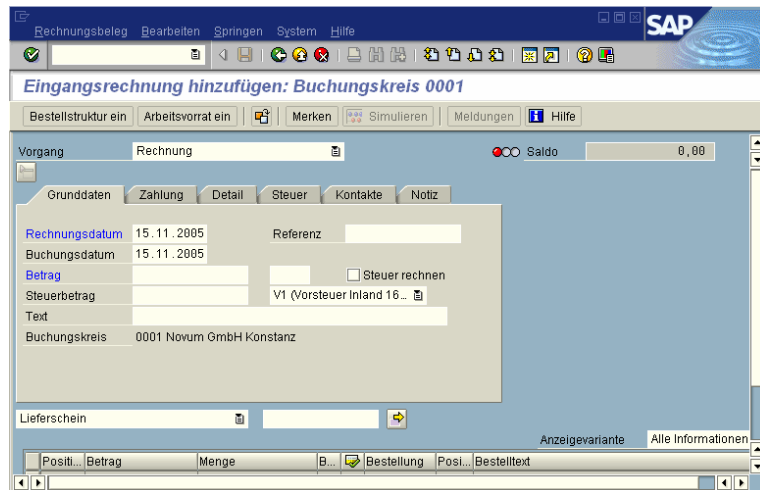 Rechnungsbeleg Bearbeiten Springen System Hilfe
SAP
Eingangsrechnung hinzufügen: Buchungskreis 0001
Bestellstruktur ein Arbeitsvorrat ein Merken Simulieren Meldungen Hilfe
Vorgang Rechnung Saldo 0,00
Grunddaten Zahlung Detail Steuer Kontakte Notiz
Rechnungsdatum 15.11.2005 Referenz
Buchungsdatum 15.11.2005
Betrag Steuer rechnen
Steuerbetrag V1 (Vorsteuer Inland 16…
Text
Buchungskreis 0001 Novum GmbH Konstanz
Lieferschein
Anzeigevariante Alle Informationen
Positi… Betrag Menge B… Bestellung Posi… Bestelltext